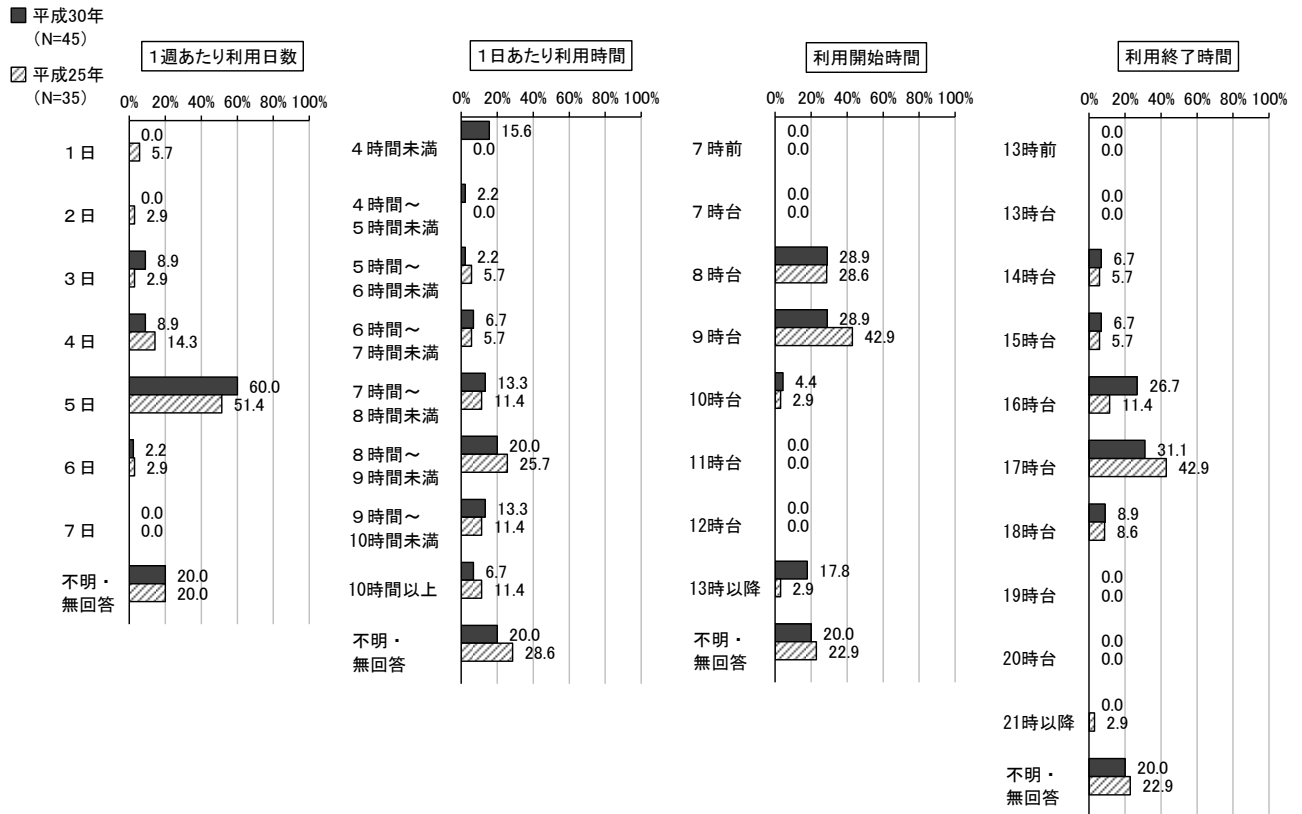 平成30年
(N=45)
平成25年
(N=35)
1週あたり利用日数
0% 20% 40% 60% 80% 100%
1日
0.0
5.7
2日
0.0
2.9
3日
8.9
2.9
4日
8.9
14.3
5日
60.0
51.4
6日
2.2
2.9
7日
0.0
0.0
不明・
無回答
20.0
20.0
1日あたり利用時間
0% 20% 40% 60% 80% 100%
4時間未満
15.6
0.0
4時間~
5時間未満
2.2
0.0
5時間~
6時間未満
2.2
5.7
6時間~
7時間未満
6.7
5.7
7時間~
8時間未満
13.3
11.4
8時間~
9時間未満
20.0
25.7
9時間~
10時間未満
13.3
11.4
10時間以上
6.7
11.4
不明・
無回答
20.0
28.6
利用開始時間
0% 20% 40% 60% 80% 100%
7時前
0.0
0.0
7時台
0.0
0.0
8時台
28.9
28.6
9時台
28.9
42.9
10時台
4.4
2.9
11時台
0.0
0.0
12時台
0.0
0.0
13時以降
17.8
2.9
不明・
無回答
20.0
22.9
利用終了時間
0% 20% 40% 60% 80% 100%
13時前
0.0
0.0
13時台
0.0
0.0
14時台
6.7
5.7
15時台
6.7
5.7
16時台
26.7
11.4
17時台
31.1
42.9
18時台
8.9
8.6
19時台
0.0
0.0
20時台
0.0
0.0
21時以降
0.0
2.9
不明・
無回答
20.0
22.9